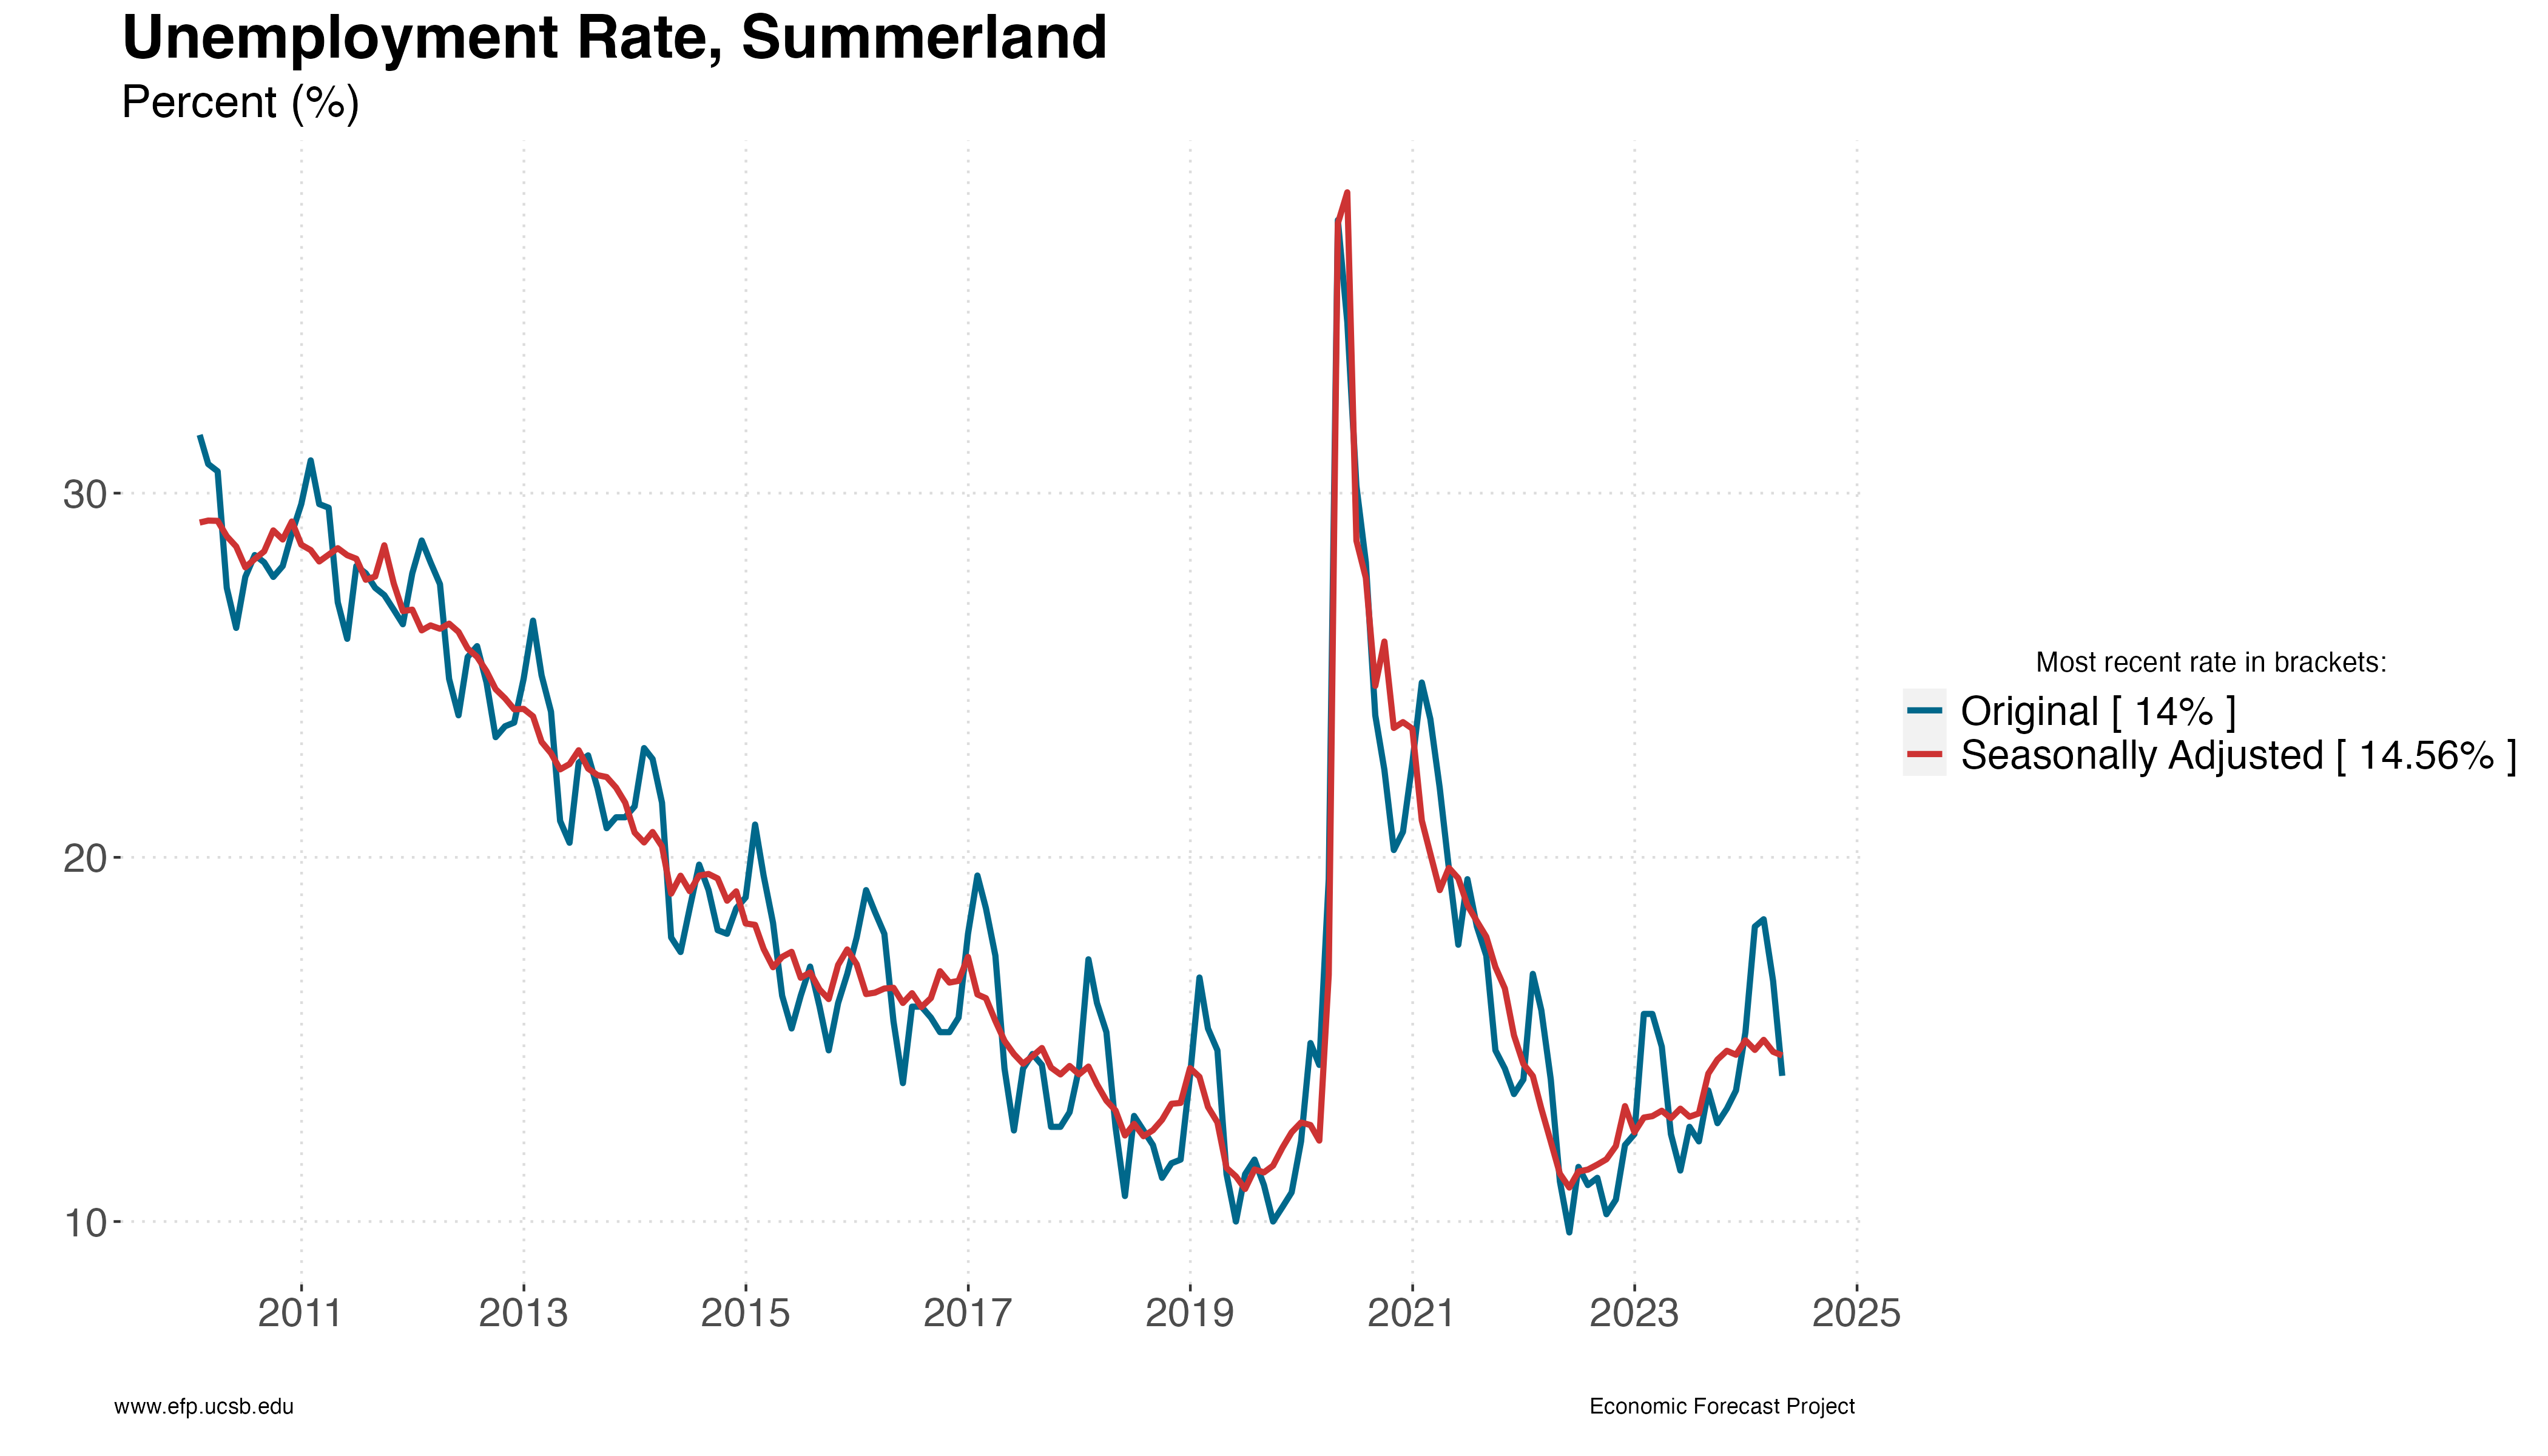 Unemployment Rate, Summerland
Percent (%)
30
20
10
2011 2013 2015 2017 2019 2021 2023 2025
Most recent rate in brackets:
Original [ 14% ]
Seasonally Adjusted [ 14.56% ]
www.efp.ucsb.edu
Economic Forecast Project